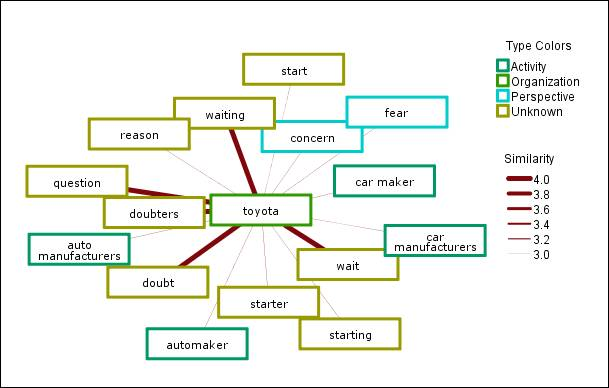 Type Colors
Activity
Organization
Perspective
Unknown
start
waiting
fear
reason
concern
question
car maker
doubters
toyota
auto
manufacturers
car
manufacturers
doubt
wait
starter
starting
automaker
Similarity
4.0
3.8
3.6
3.4
3.2
3.0